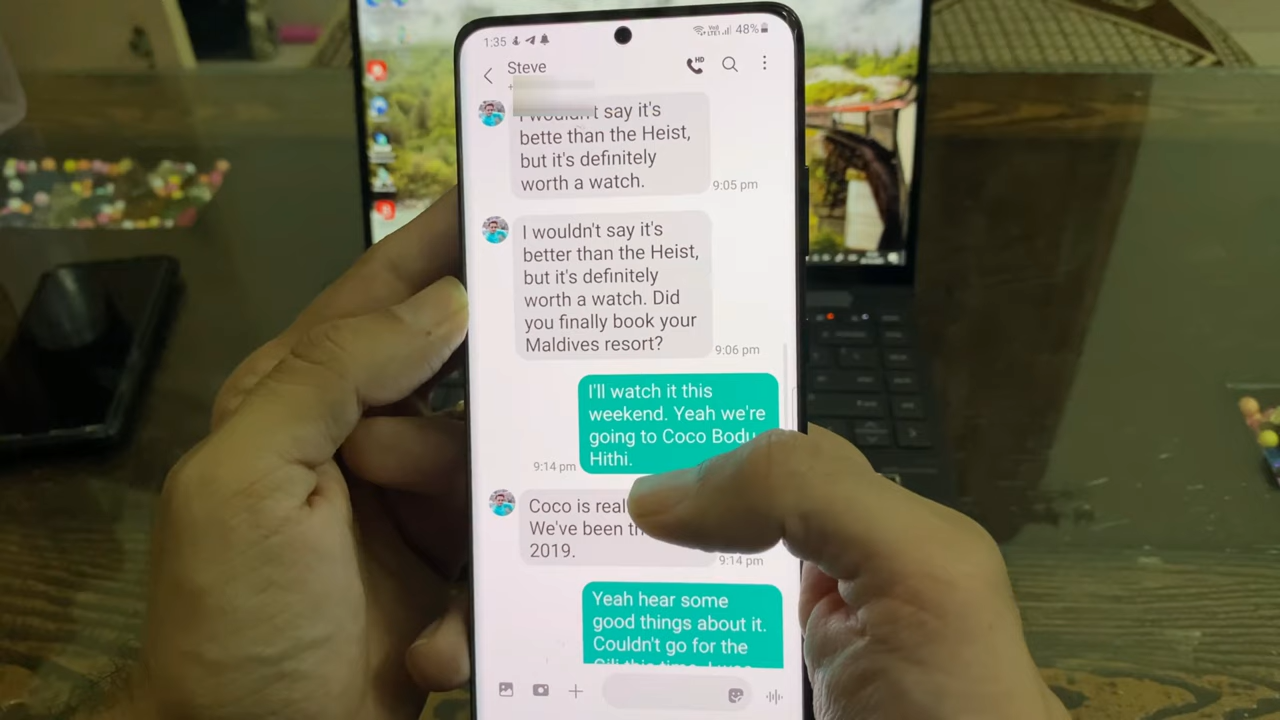 1:35
48%
Steve
say it's
bette than the Heist,
but it's definitely
worth a watch.
9:05 pm
I wouldn't say it's
better than the Heist,
but it's definitely
worth a watch. Did
you finally book your
Maldives resort?
9:06 pm
I'll watch it this
weekend. Yeah we're
going to Coco Bodu
Hithi.
9:14 pm
Coco is
We've been
2019.
9:14 pm
Yeah hear some
good things about it.
Couldn't go for the